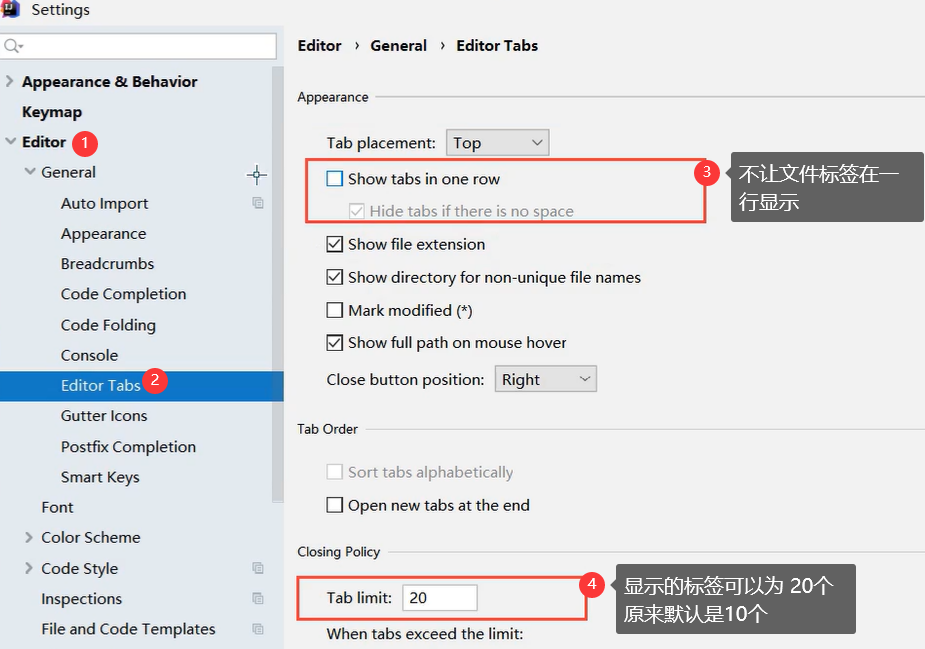 Settings
Appearance & Behavior
Keymap
Editor
1
General
Auto Import
Appearance
Breadcrumbs
Code Completion
Code Folding
Console
Editor Tabs
2
Gutter Icons
Postfix Completion
Smart Keys
Font
Color Scheme
Code Style
Inspections
File and Code Templates
Editor › General › Editor Tabs
Appearance
Tab placement: Top
Show tabs in one row
Hide tabs if there is no space
3
不让文件标签在一
行显示
Show file extension
Show directory for non-unique file names
Mark modified (*)
Show full path on mouse hover
Close button position: Right
Tab Order
Sort tabs alphabetically
Open new tabs at the end
Closing Policy
Tab limit: 20
4
显示的标签可以为 20个
原来默认是10个
When tabs exceed the limit: